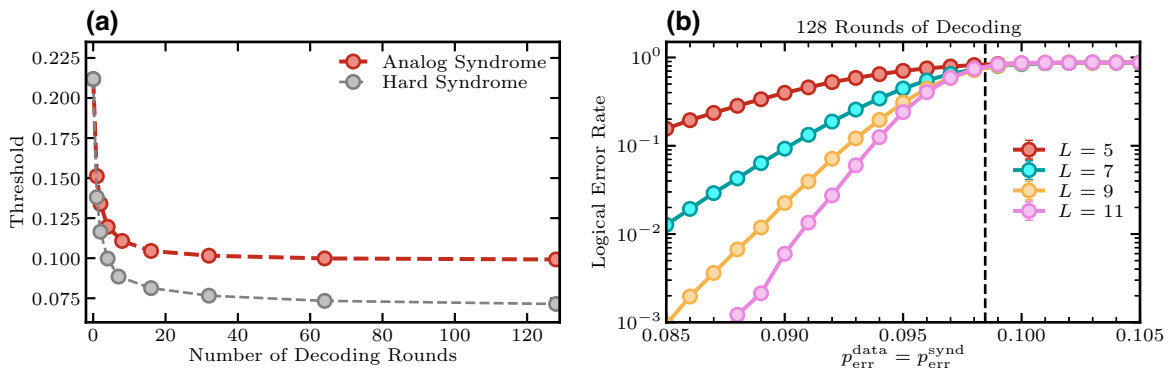 (a)
0.225
0.200
0.175
0.150
0.125
0.100
0.075
Threshold
0 20 40 60 80 100 120
Number of Decoding Rounds
Analog Syndrome
Hard Syndrome
(b)
128 Rounds of Decoding
10⁰
10⁻¹
10⁻²
10⁻³
Logical Error Rate
0.085 0.090 0.095 0.100 0.105
p_err^data = p_err^synd
L = 5
L = 7
L = 9
L = 11